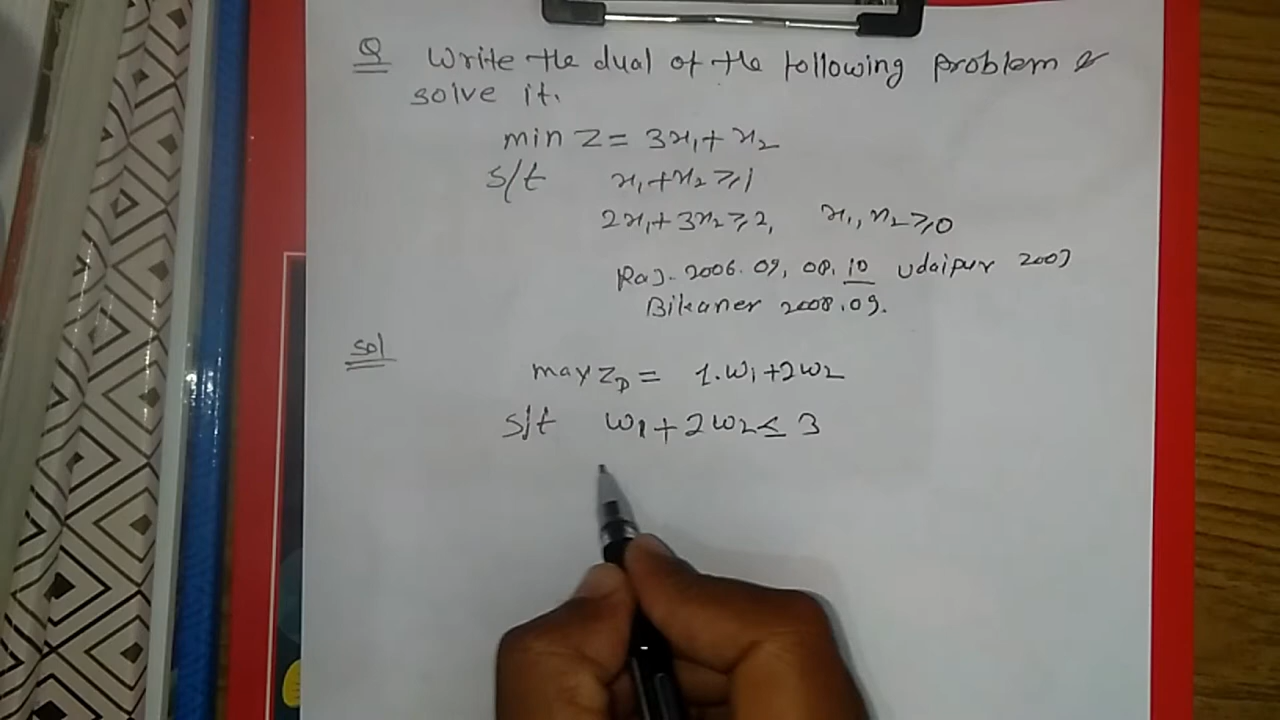 Q Write the dual of the following problem &
solve it.
min Z = 3x₁ + x₂
s/t x₁ + x₂ ≥ 1
2x₁ + 3x₂ ≥ 2, x₁, x₂ ≥ 0
Raj. 2006. 07, 08, 10 Udaipur 2007
Bikaner 2008, 09.
Sol
max Z_D = 1.w₁ + 2w₂
s/t w₁ + 2w₂ ≤ 3